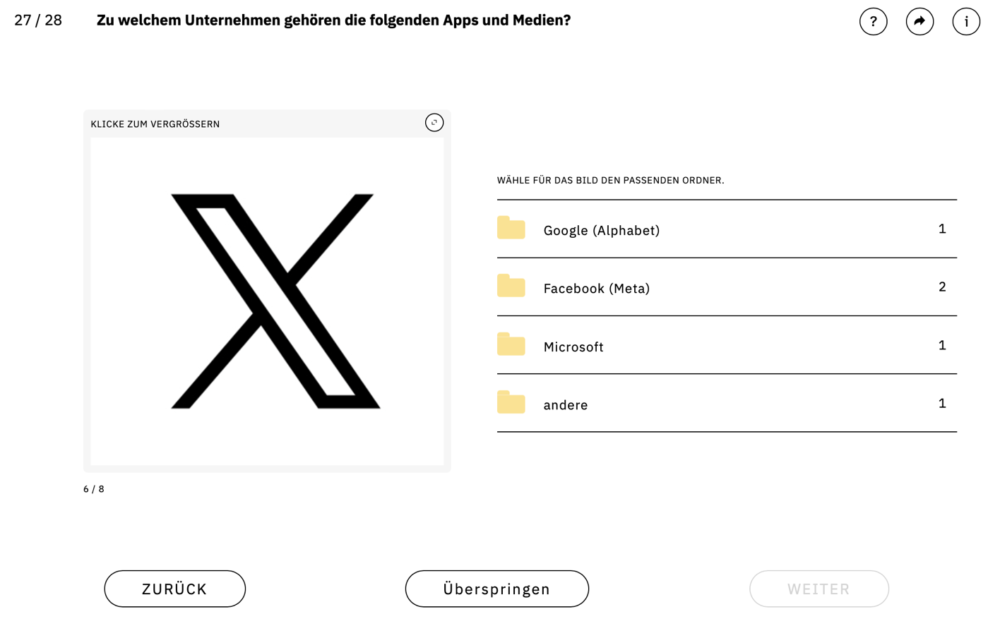 27 / 28
Zu welchem Unternehmen gehören die folgenden Apps und Medien?
?
i
KLICKE ZUM VERGRÖSSERN
X
WÄHLE FÜR DAS BILD DEN PASSENDEN ORDNER.
Google (Alphabet) 1
Facebook (Meta) 2
Microsoft 1
andere 1
6 / 8
ZURÜCK
Überspringen
WEITER